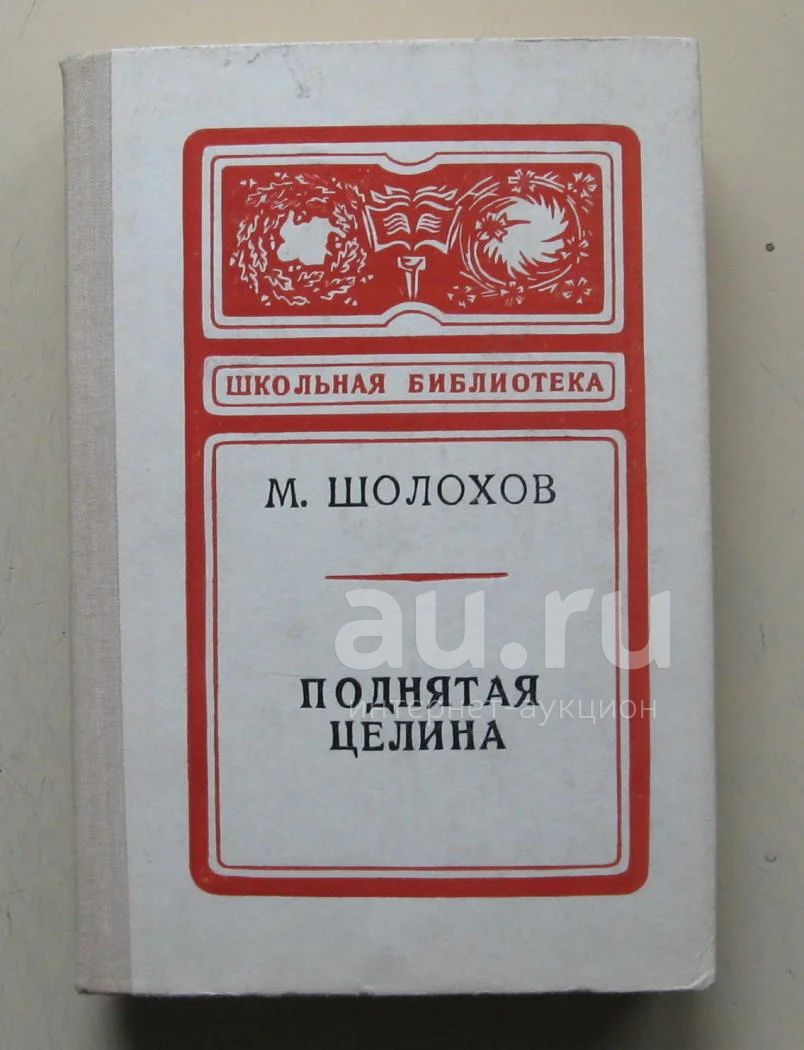 ШКОЛЬНАЯ БИБЛИОТЕКА
М. ШОЛОХОВ
au.ru
ПОДНЯТАЯ
интернет-аукцион
ЦЕЛИНА